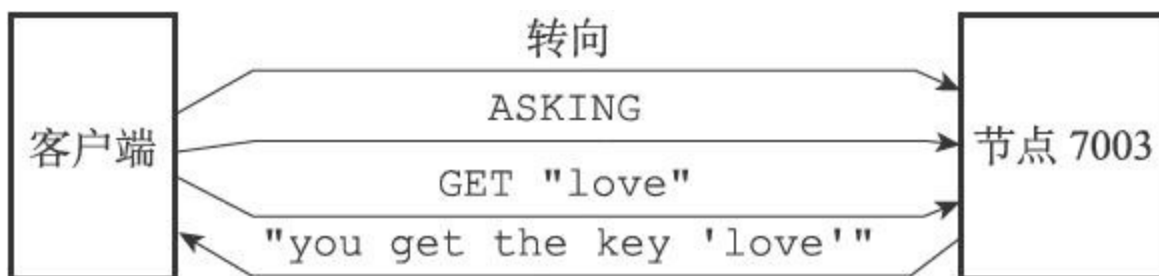 转向
ASKING
客户端
节点 7003
GET "love"
"you get the key 'love'"